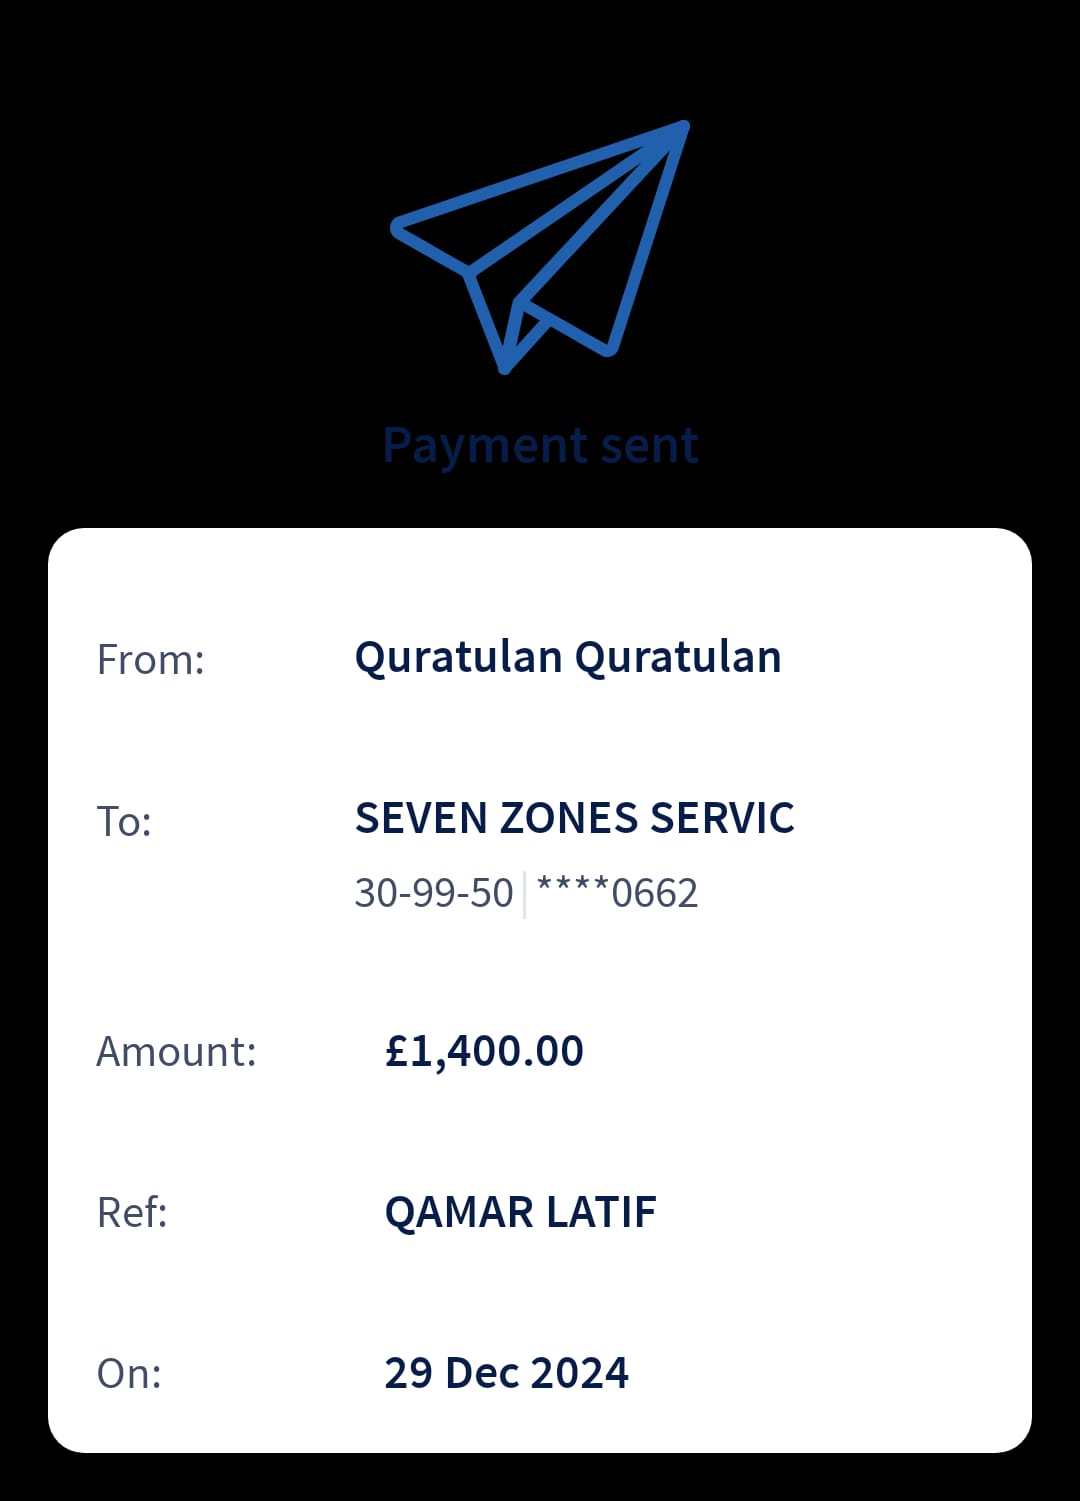 Payment sent
From: Quratulan Quratulan
To: SEVEN ZONES SERVIC
30-99-50 | ****0662
Amount: £1,400.00
Ref: QAMAR LATIF
On: 29 Dec 2024